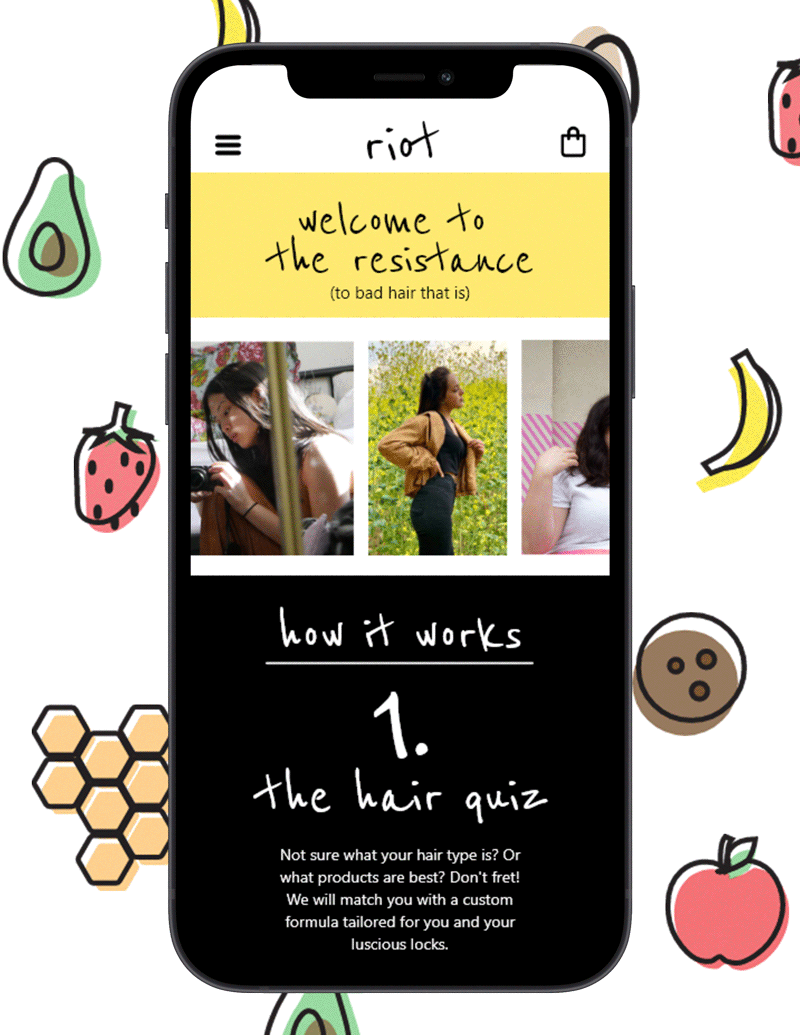 riot
welcome to
the resistance
(to bad hair that is)
how it works
1.
the hair quiz
Not sure what your hair type is? Or
what products are best? Don't fret!
We will match you with a custom
formula tailored for you and your
luscious locks.